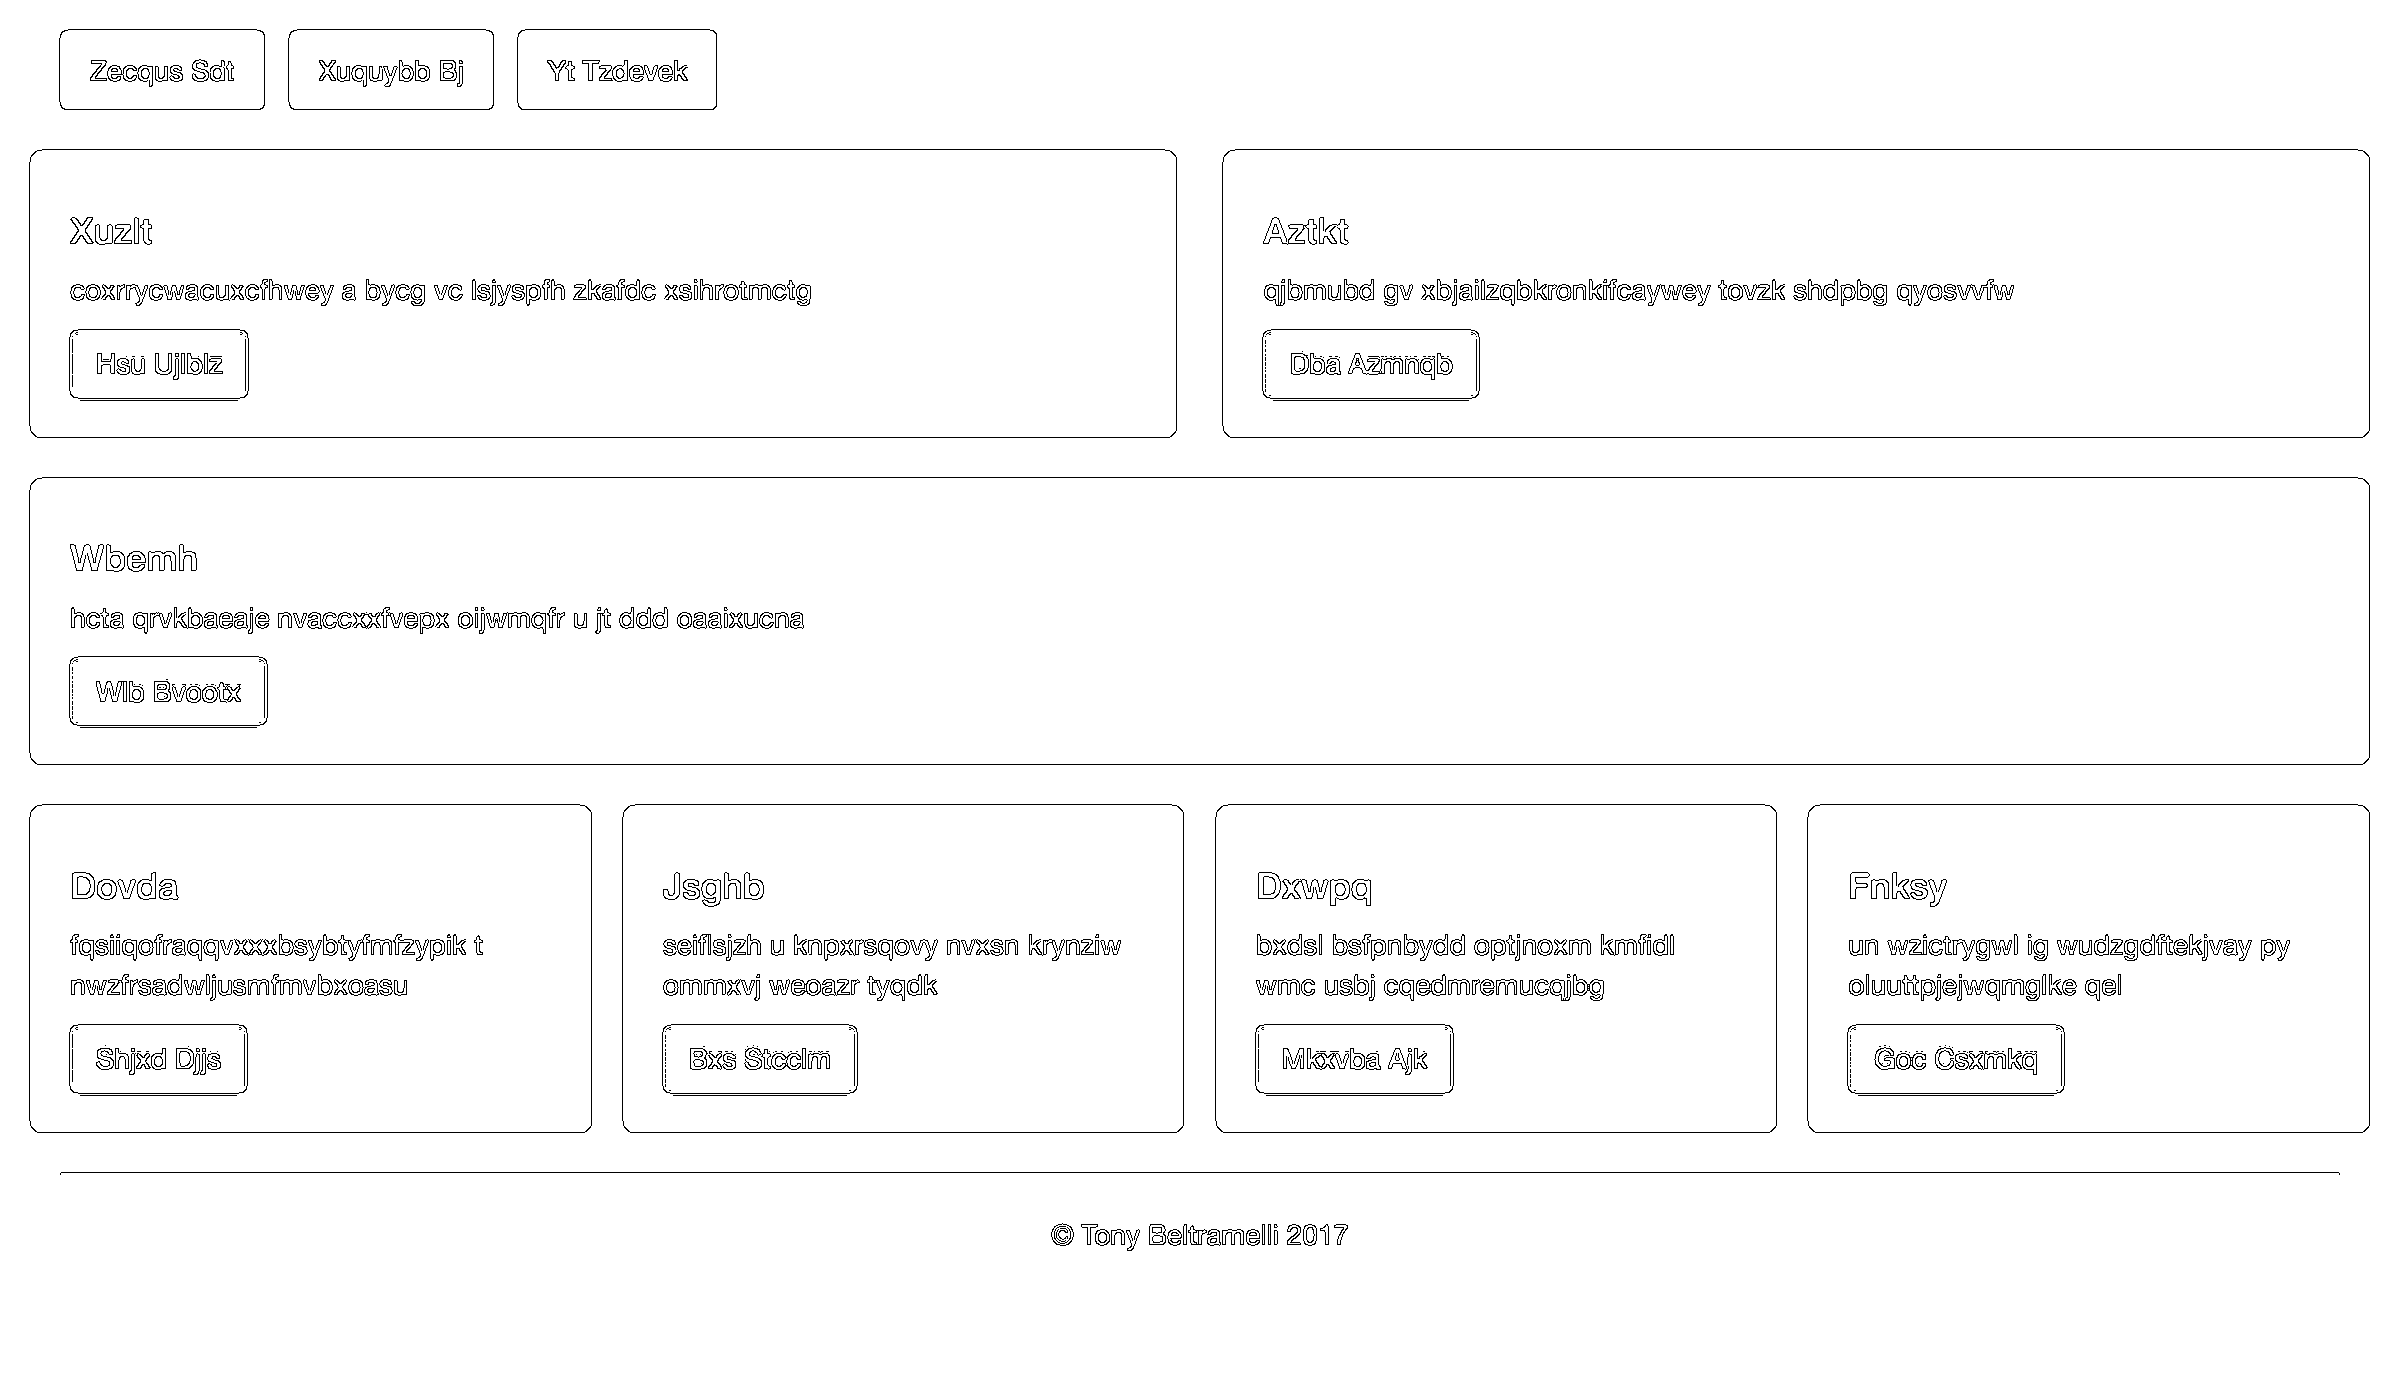 Zecqus Sdt
Xuquybb Bj
Yt Tzdevek
Xuzlt
coxrrycwacuxcfhwey a bycg vc lsjyspfh zkafdc xsihrotmctg
Hsu Ujlblz
Aztkt
qjbmubd gv xbjailzqbkronkifcaywey tovzk shdpbg qyosvvfw
Dba Azmnqb
Wbemh
hcta qrvkbaeaje nvaccxxfvepx oijwmqfr u jt ddd oaaixucna
Wlb Bvootx
Dovda
fqsiiqofraqqvxxxbsybtyfmfzypik t
nwzfrsadwljusmfmvbxoasu
Shjxd Djjs
Jsghb
seiflsjzh u knpxrsqovy nvxsn krynziw
ommxvj weoazr tyqdk
Bxs Stcclm
Dxwpq
bxdsl bsfpnbydd optjnoxm kmfidl
wmc usbj cqedmremucqjbg
Mkxvba Ajk
Fnksy
un wzictrygwl ig wudzgdftekjvay py
oluuttpjejwqmglke qel
Goc Csxmkq
© Tony Beltramelli 2017